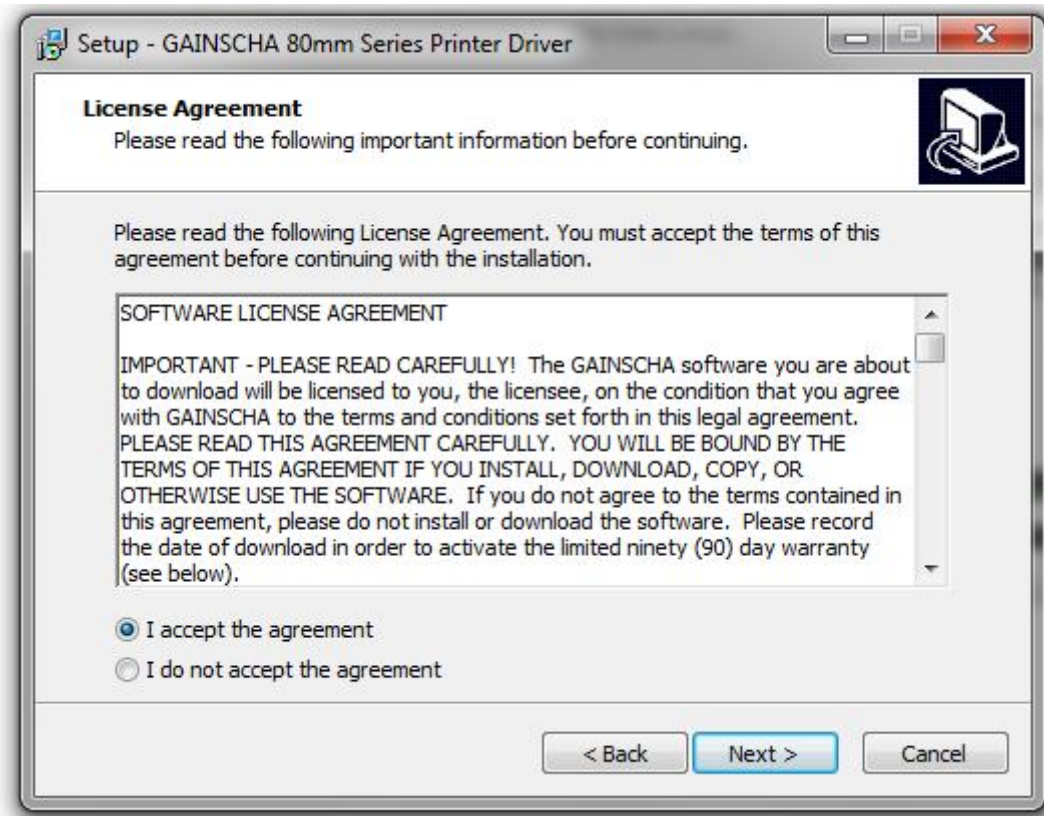 Setup - GAINSCHA 80mm Series Printer Driver
License Agreement
Please read the following important information before continuing.
Please read the following License Agreement. You must accept the terms of this
agreement before continuing with the installation.
SOFTWARE LICENSE AGREEMENT
IMPORTANT - PLEASE READ CAREFULLY!  The GAINSCHA software you are about
to download will be licensed to you, the licensee, on the condition that you agree
with GAINSCHA to the terms and conditions set forth in this legal agreement.
PLEASE READ THIS AGREEMENT CAREFULLY.  YOU WILL BE BOUND BY THE
TERMS OF THIS AGREEMENT IF YOU INSTALL, DOWNLOAD, COPY, OR
OTHERWISE USE THE SOFTWARE.  If you do not agree to the terms contained in
this agreement, please do not install or download the software.  Please record
the date of download in order to activate the limited ninety (90) day warranty
(see below).
I accept the agreement
I do not accept the agreement
< Back
Next >
Cancel